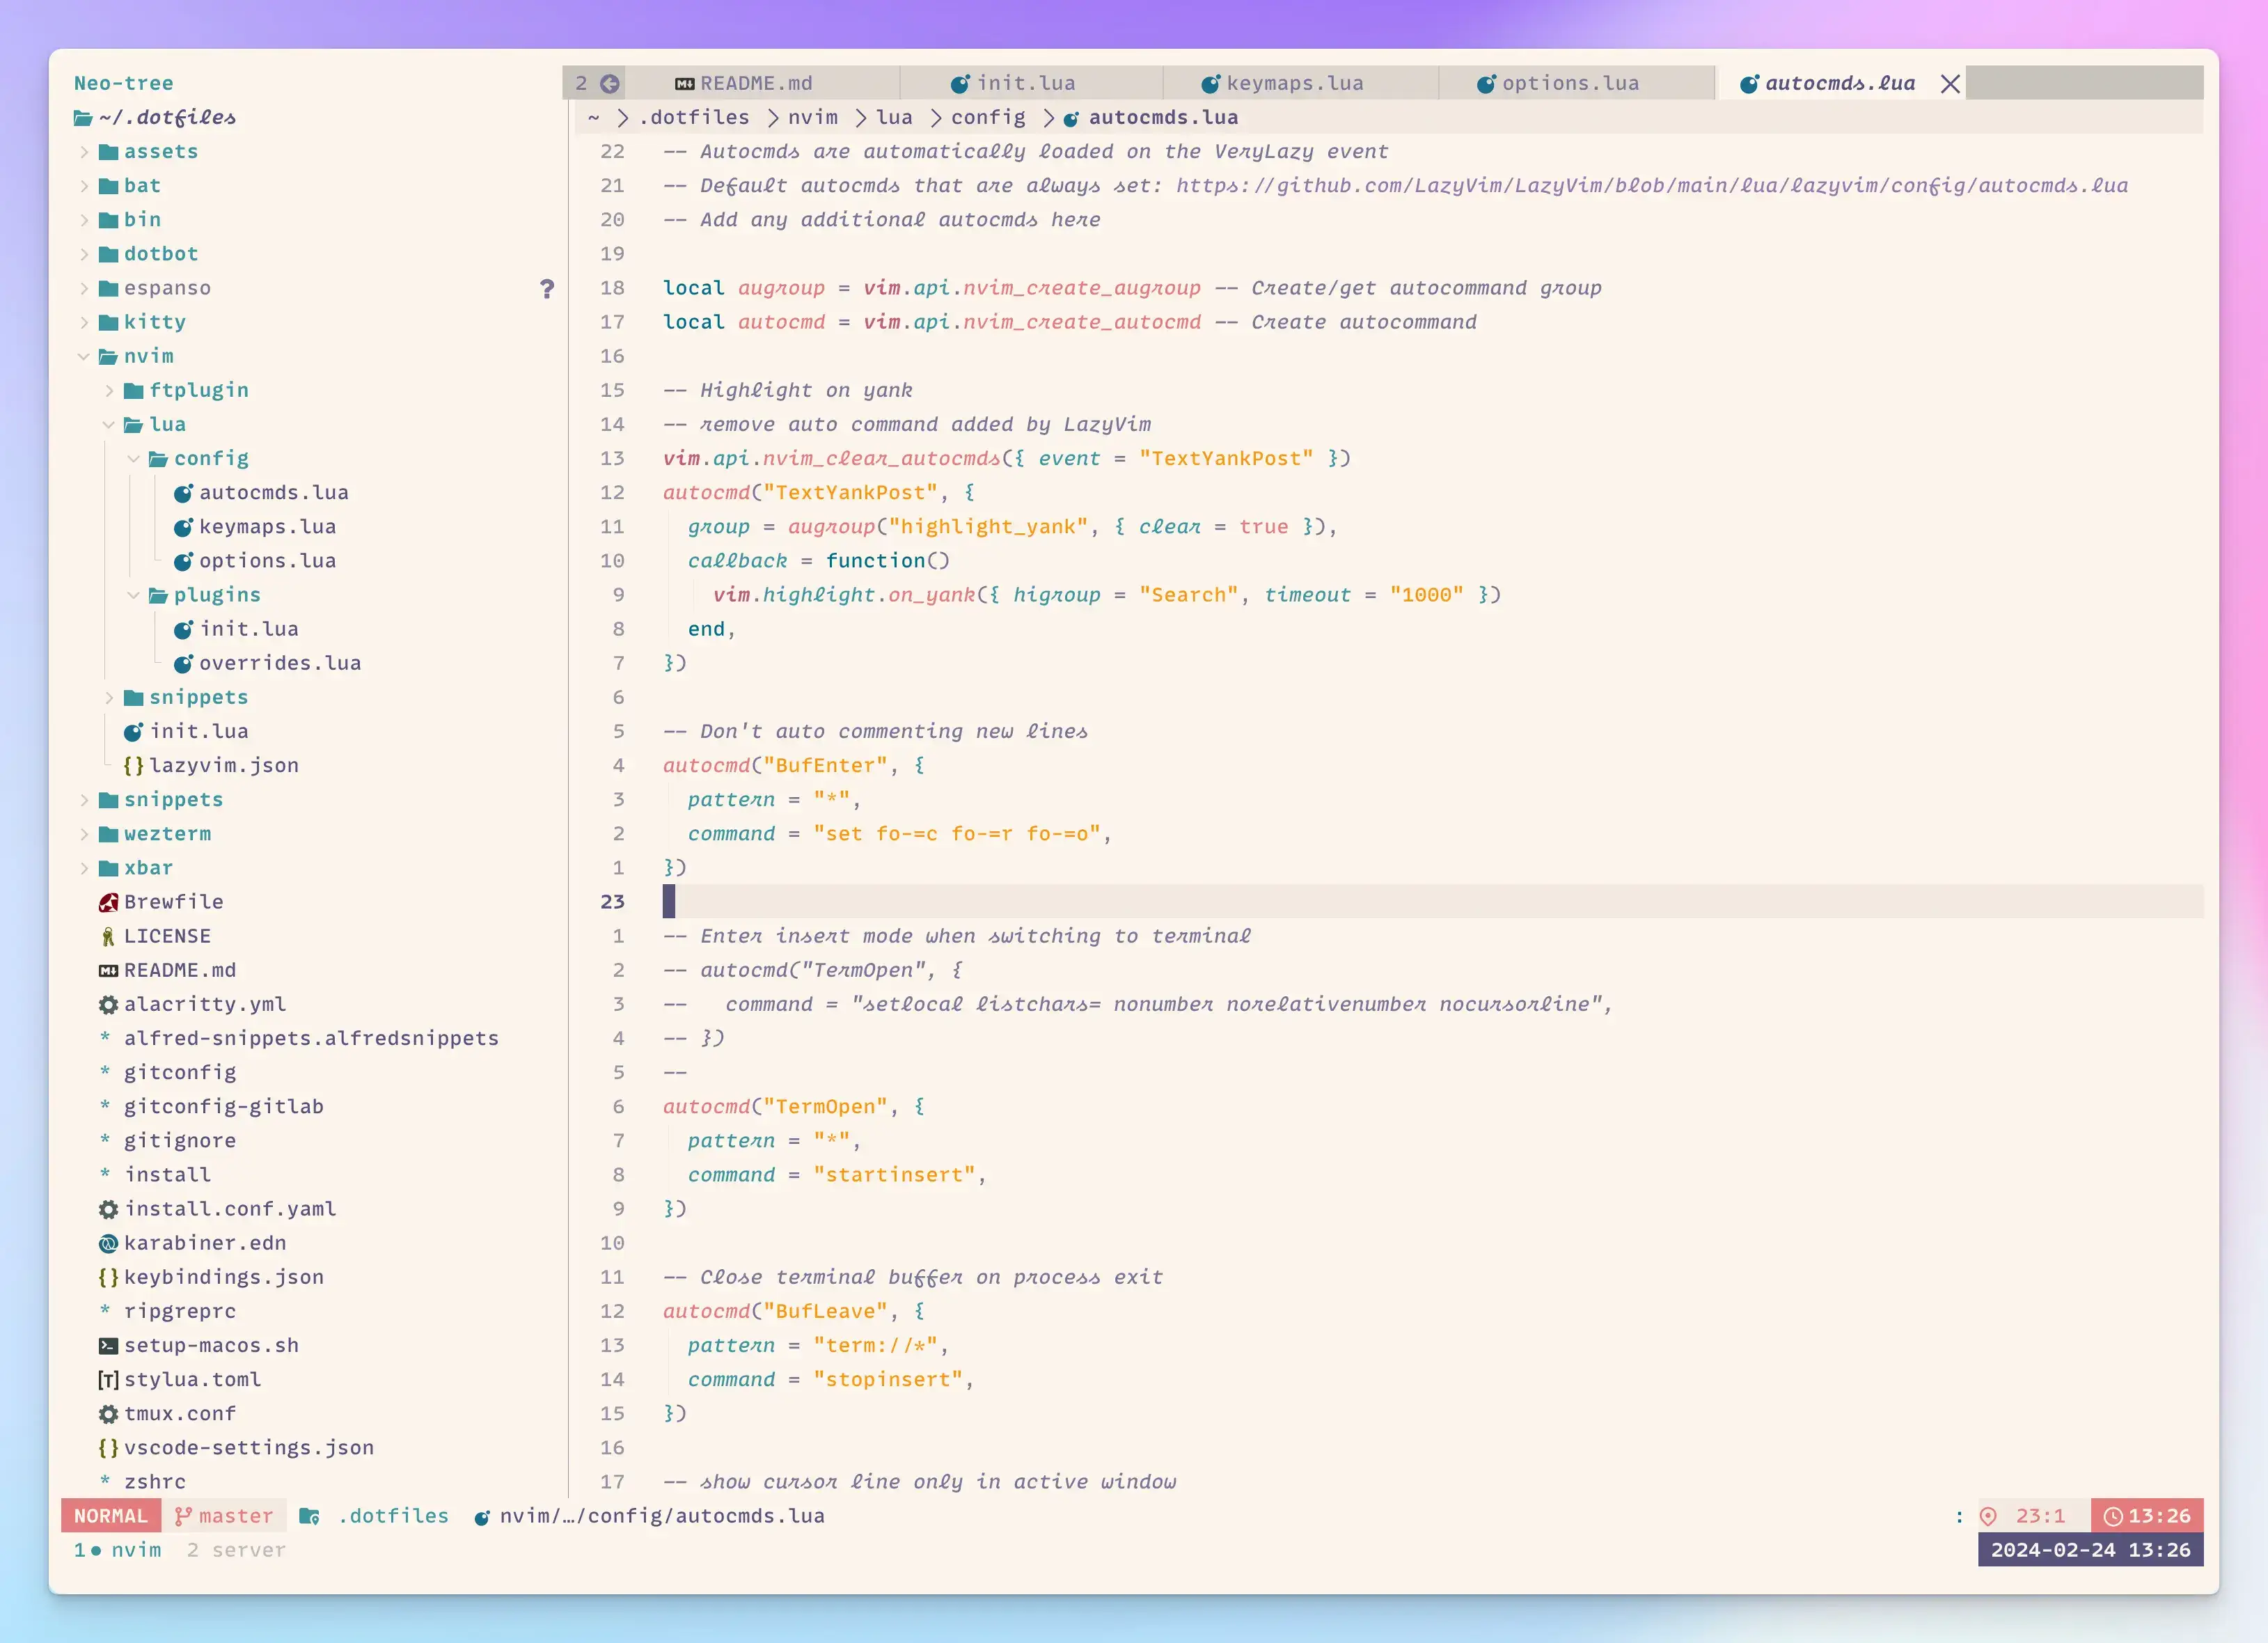 Neo-tree
~/.dotfiles
assets
bat
bin
dotbot
espanso ?
kitty
nvim
ftplugin
lua
config
autocmds.lua
keymaps.lua
options.lua
plugins
init.lua
overrides.lua
snippets
init.lua
{} lazyvim.json
snippets
wezterm
xbar
Brewfile
LICENSE
README.md
alacritty.yml
* alfred-snippets.alfredsnippets
* gitconfig
* gitconfig-gitlab
* gitignore
* install
install.conf.yaml
karabiner.edn
{} keybindings.json
* ripgreprc
setup-macos.sh
[T] stylua.toml
tmux.conf
{} vscode-settings.json
* zshrc
2 README.md init.lua keymaps.lua options.lua autocmds.lua
~ > .dotfiles > nvim > lua > config > autocmds.lua
22 -- Autocmds are automatically loaded on the VeryLazy event
21 -- Default autocmds that are always set: https://github.com/LazyVim/LazyVim/blob/main/lua/lazyvim/config/autocmds.lua
20 -- Add any additional autocmds here
19
18 local augroup = vim.api.nvim_create_augroup -- Create/get autocommand group
17 local autocmd = vim.api.nvim_create_autocmd -- Create autocommand
16
15 -- Highlight on yank
14 -- remove auto command added by LazyVim
13 vim.api.nvim_clear_autocmds({ event = "TextYankPost" })
12 autocmd("TextYankPost", {
11   group = augroup("highlight_yank", { clear = true }),
10   callback = function()
9     vim.highlight.on_yank({ higroup = "Search", timeout = "1000" })
8   end,
7 })
6
5 -- Don't auto commenting new lines
4 autocmd("BufEnter", {
3   pattern = "*",
2   command = "set fo-=c fo-=r fo-=o",
1 })
23
1 -- Enter insert mode when switching to terminal
2 -- autocmd("TermOpen", {
3 --   command = "setlocal listchars= nonumber norelativenumber nocursorline",
4 -- })
5 --
6 autocmd("TermOpen", {
7   pattern = "*",
8   command = "startinsert",
9 })
10
11 -- Close terminal buffer on process exit
12 autocmd("BufLeave", {
13   pattern = "term://*",
14   command = "stopinsert",
15 })
16
17 -- show cursor line only in active window
NORMAL master .dotfiles nvim/…/config/autocmds.lua : 23:1 13:26
1 nvim 2 server 2024-02-24 13:26